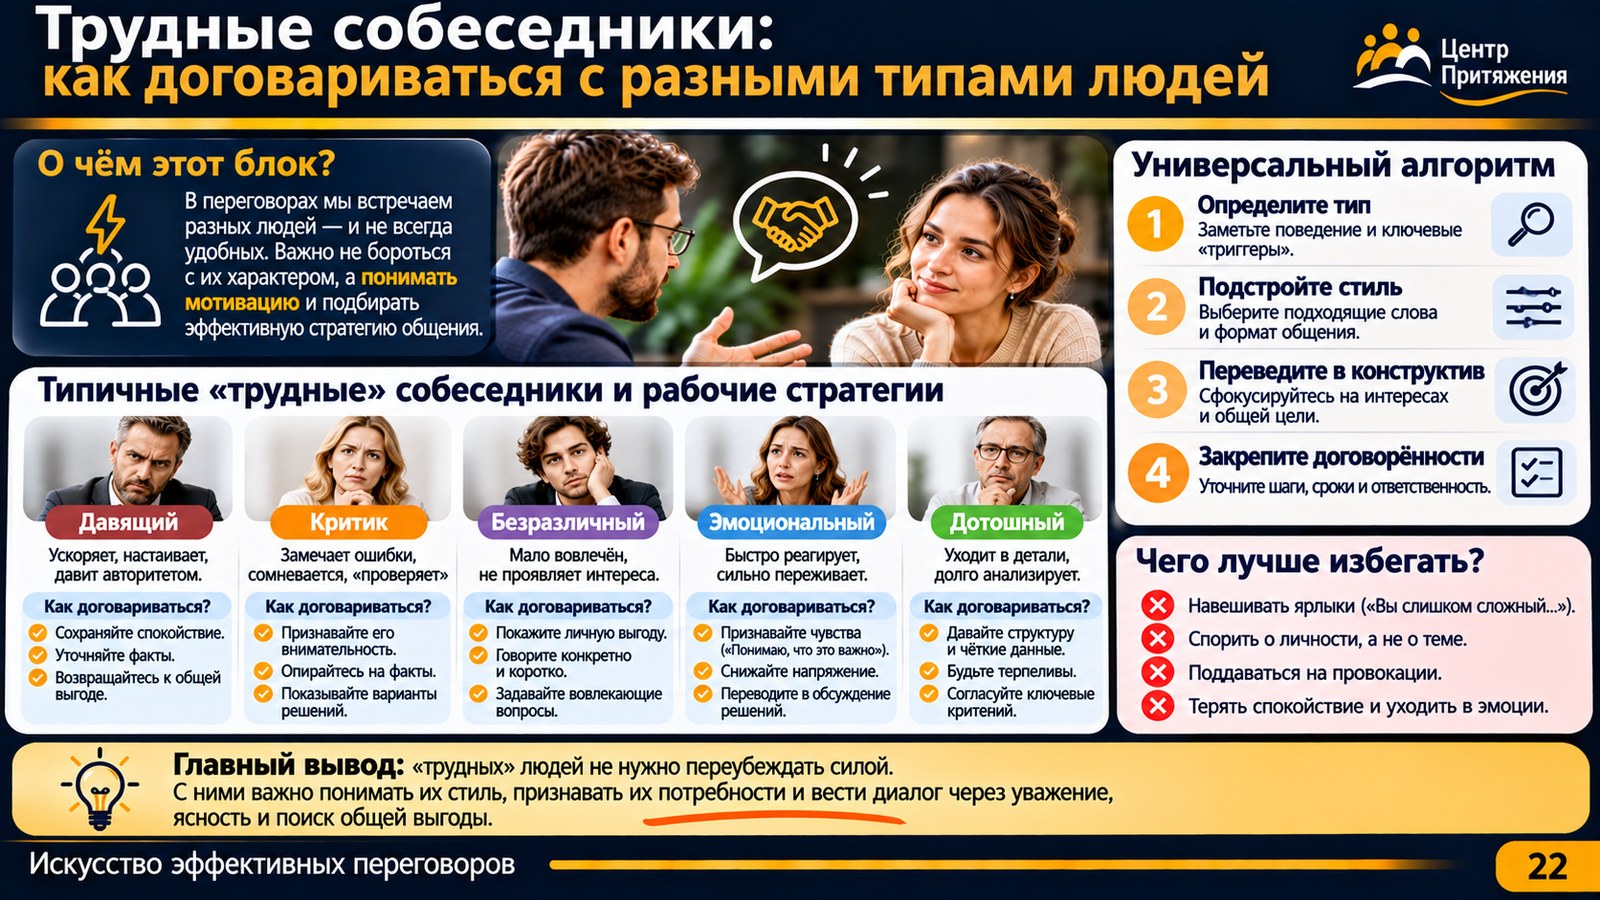 Трудные собеседники:
как договариваться с разными типами людей
Центр
Притяжения
О чём этот блок?
В переговорах мы встречаем
разных людей — и не всегда
удобных. Важно не бороться
с их характером, а понимать
мотивацию и подбирать
эффективную стратегию общения.
Типичные «трудные» собеседники и рабочие стратегии
Давящий
Ускоряет, настаивает,
давит авторитетом.
Как договариваться?
Сохраняйте спокойствие.
Уточняйте факты.
Возвращайтесь к общей
выгоде.
Критик
Замечает ошибки,
сомневается, «проверяет»
Как договариваться?
Признавайте его
внимательность.
Опирайтесь на факты.
Показывайте варианты
решений.
Безразличный
Мало вовлечён,
не проявляет интереса.
Как договариваться?
Покажите личную выгоду.
Говорите конкретно
и коротко.
Задавайте вовлекающие
вопросы.
Эмоциональный
Быстро реагирует,
сильно переживает.
Как договариваться?
Признавайте чувства
(«Понимаю, что это важно»).
Снижайте напряжение.
Переводите в обсуждение
решений.
Дотошный
Уходит в детали,
долго анализирует.
Как договариваться?
Давайте структуру
и чёткие данные.
Будьте терпеливы.
Согласуйте ключевые
критерий.
Универсальный алгоритм
1
Определите тип
Заметьте поведение и ключевые
«триггеры».
2
Подстройте стиль
Выберите подходящие слова
и формат общения.
3
Переведите в конструктив
Сфокусируйтесь на интересах
и общей цели.
4
Закрепите договорённости
Уточните шаги, сроки и ответственность.
Чего лучше избегать?
Навешивать ярлыки («Вы слишком сложный...»).
Спорить о личности, а не о теме.
Поддаваться на провокации.
Терять спокойствие и уходить в эмоции.
Главный вывод: «трудных» людей не нужно переубеждать силой.
С ними важно понимать их стиль, признавать их потребности и вести диалог через уважение,
ясность и поиск общей выгоды.
Искусство эффективных переговоров
22